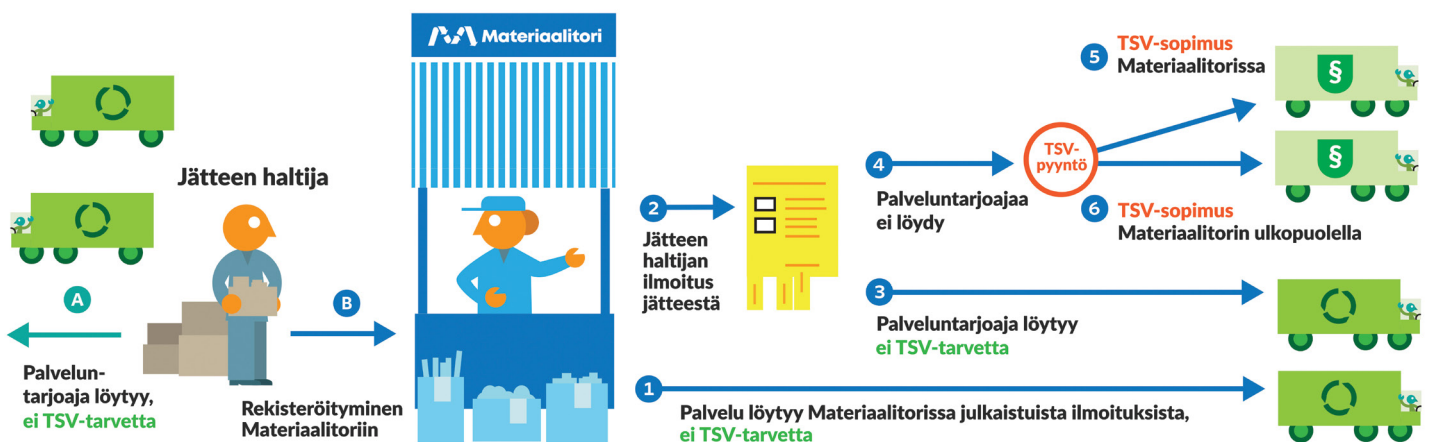 Materiaalitori
Jätteen haltija
A
Palvelun-
tarjoaja löytyy,
ei TSV-tarvetta
B
Rekisteröityminen
Materiaalitoriin
2
Jätteen
haltijan
ilmoitus
jätteestä
4
Palveluntarjoajaa
ei löydy
TSV-
pyyntö
5
TSV-sopimus
Materiaalitorissa
§
§
6
TSV-sopimus
Materiaalitorin ulkopuolella
3
Palveluntarjoaja löytyy
ei TSV-tarvetta
1
Palvelu löytyy Materiaalitorissa julkaistuista ilmoituksista,
ei TSV-tarvetta